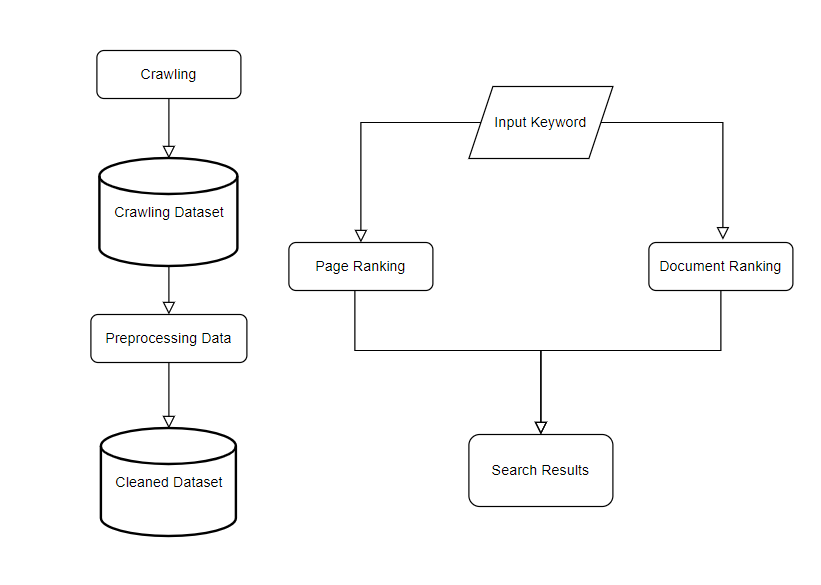 Crawling
Crawling Dataset
Preprocessing Data
Cleaned Dataset
Input Keyword
Page Ranking
Document Ranking
Search Results